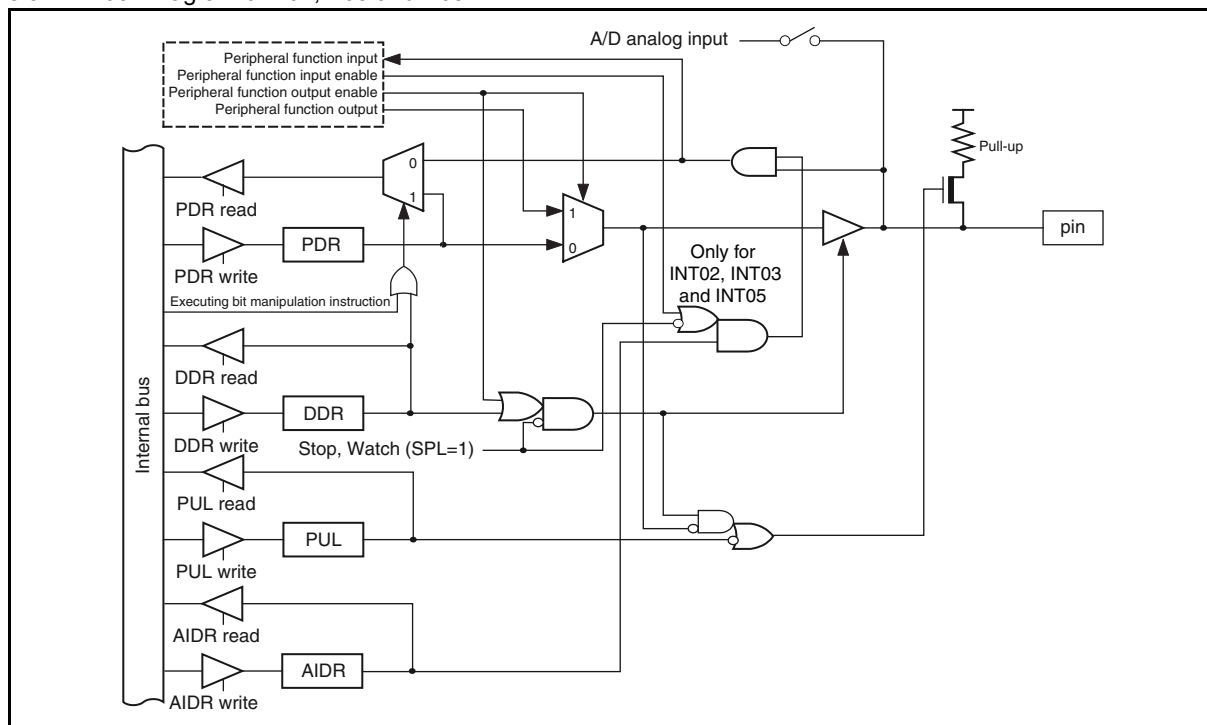 A/D analog input
Peripheral function input
Peripheral function input enable
Peripheral function output enable
Peripheral function output
Pull-up
0
1
PDR read
1
0
pin
PDR
PDR write
Only for
INT02, INT03
and INT05
Executing bit manipulation instruction
DDR read
DDR
DDR write
Stop, Watch (SPL=1)
Internal bus
PUL read
PUL
PUL write
AIDR read
AIDR
AIDR write